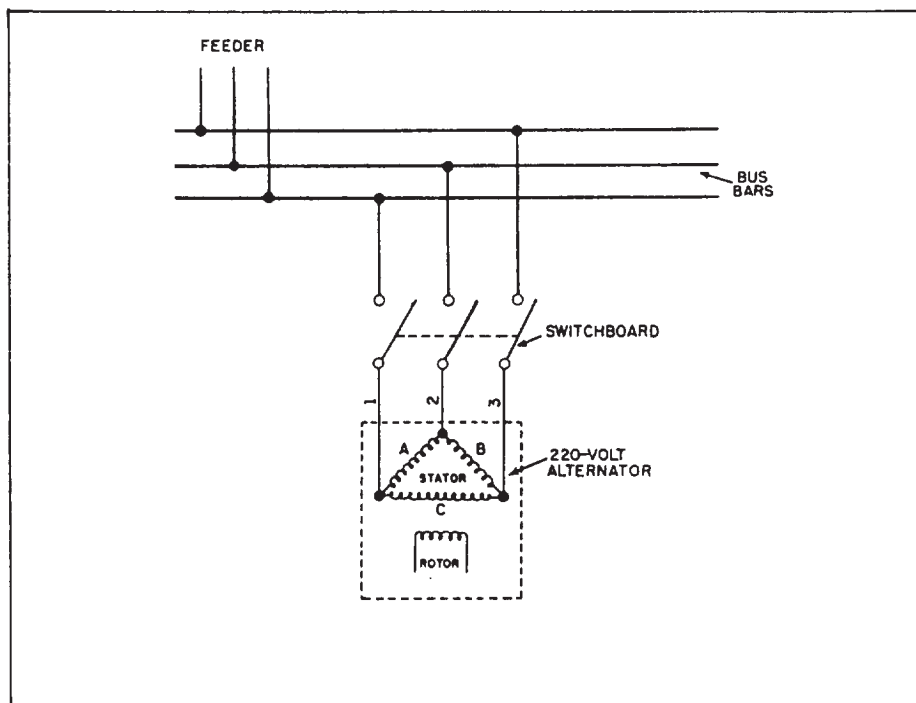 FEEDER
BUS
BARS
SWITCHBOARD
1 2 3
220-VOLT
ALTERNATOR
A B
STATOR
C
ROTOR